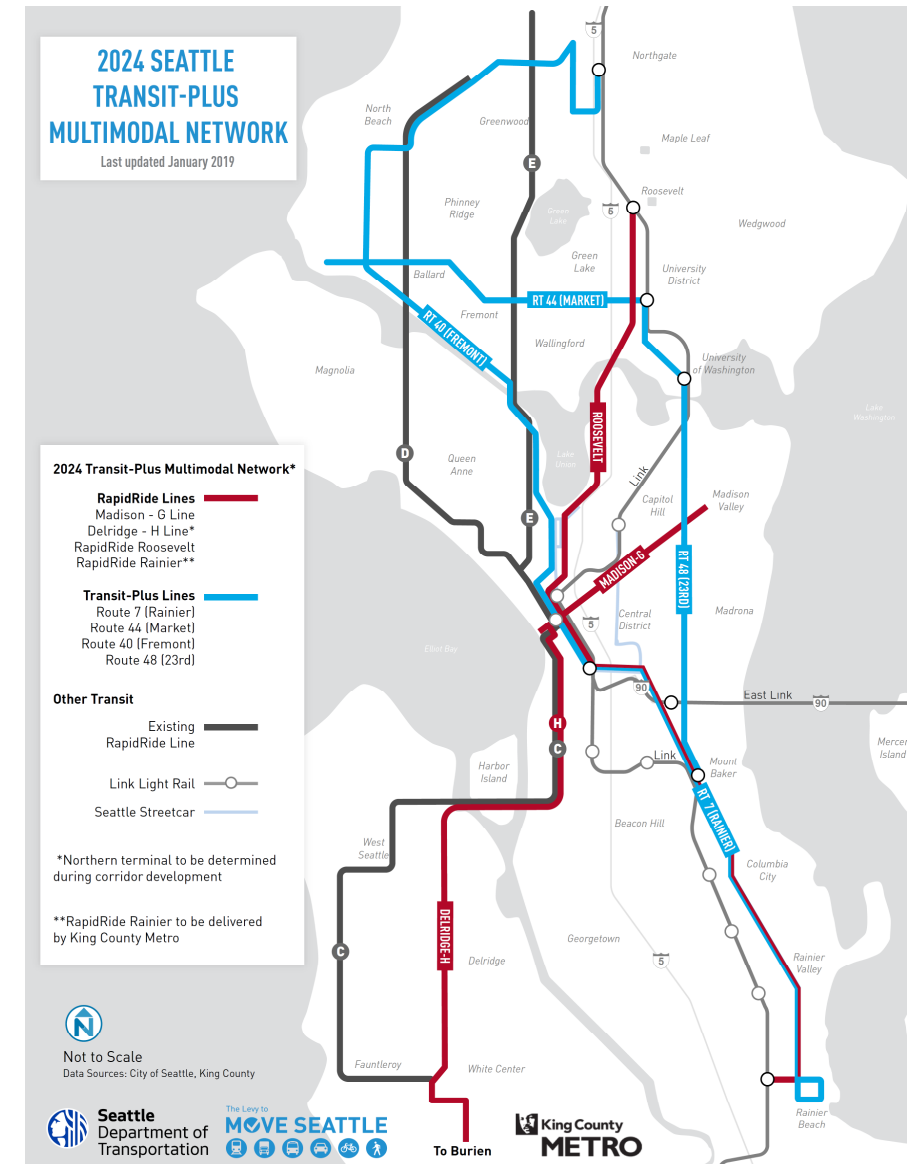 2024 SEATTLE
TRANSIT-PLUS
MULTIMODAL NETWORK
Last updated January 2019
5
Northgate
North
Beach
Greenwood
E
Maple Leaf
Roosevelt
Phinney
Ridge
Green
Lake
5
Wedgwood
Green
Lake
University
District
Ballard
RT 44 (MARKET)
Fremont
RT 40 (FREMONT)
Wallingford
University
of Washington
Magnolia
Lake
Washington
ROOSEVELT
D
Queen
Anne
Lake
Union
Link
Capitol
Hill
Madison
Valley
E
MADISON-G
RT 48 (23RD)
Central
District
Madrona
5
Elliot Bay
90
East Link
90
H
C
Link
Mount
Baker
Mercer
Island
Harbor
Island
RT 7 (RAINIER)
Beacon Hill
West
Seattle
Columbia
City
DELRIDGE-H
Georgetown
C
Delridge
5
Rainier
Valley
Fauntleroy
White Center
Rainier
Beach
To Burien
2024 Transit-Plus Multimodal Network*
RapidRide Lines
Madison - G Line
Delridge - H Line*
RapidRide Roosevelt
RapidRide Rainier**
Transit-Plus Lines
Route 7 (Rainier)
Route 44 (Market)
Route 40 (Fremont)
Route 48 (23rd)
Other Transit
Existing
RapidRide Line
Link Light Rail
Seattle Streetcar
*Northern terminal to be determined
during corridor development
**RapidRide Rainier to be delivered
by King County Metro
N
Not to Scale
Data Sources: City of Seattle, King County
Seattle
Department of
Transportation
The Levy to
MOVE SEATTLE
King County
METRO